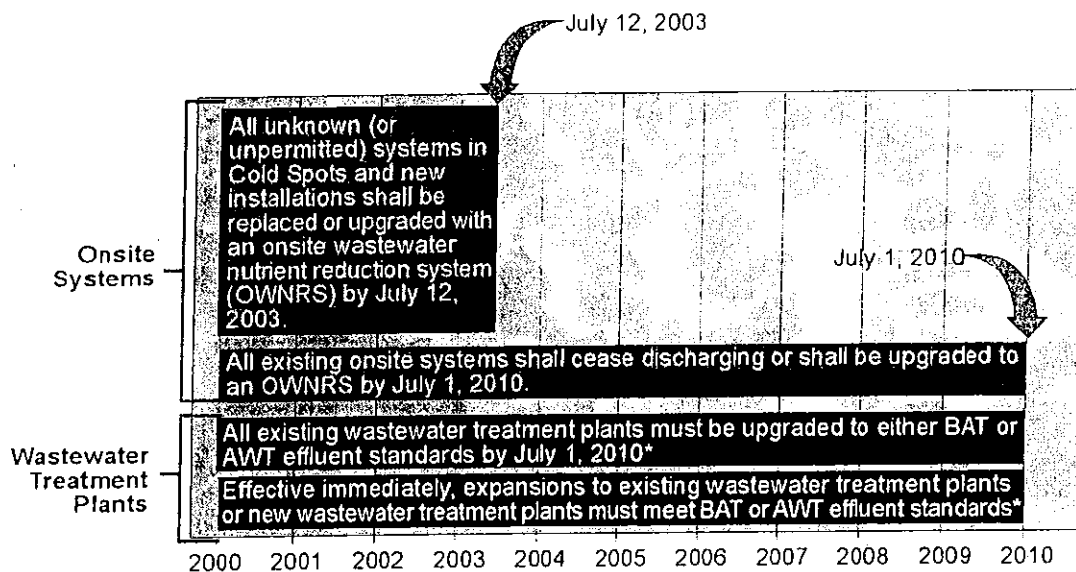 July 12, 2003
All unknown (or
unpermitted) systems in
Cold Spots and new
installations shall be
replaced or upgraded with
an onsite wastewater
nutrient reduction system
(OWNRS) by July 12,
2003.
Onsite
Systems
July 1, 2010
All existing onsite systems shall cease discharging or shall be upgraded to
an OWNRS by July 1, 2010.
Wastewater
Treatment
Plants
All existing wastewater treatment plants must be upgraded to either BAT or
AWT effluent standards by July 1, 2010*
Effective immediately, expansions to existing wastewater treatment plants
or new wastewater treatment plants must meet BAT or AWT effluent standards*
2000 2001 2002 2003 2004 2005 2006 2007 2008 2009 2010